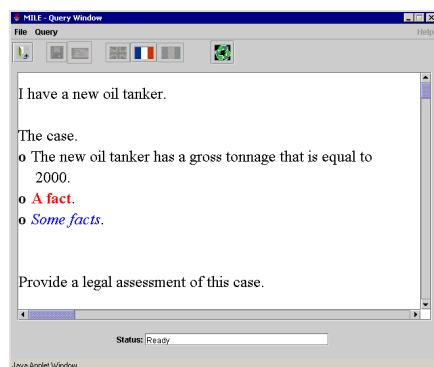 MILE - Query Window
File Query Help
I have a new oil tanker.
The case.
o The new oil tanker has a gross tonnage that is equal to
2000.
o A fact.
o Some facts.
Provide a legal assessment of this case.
Status: Ready
Java Applet Window